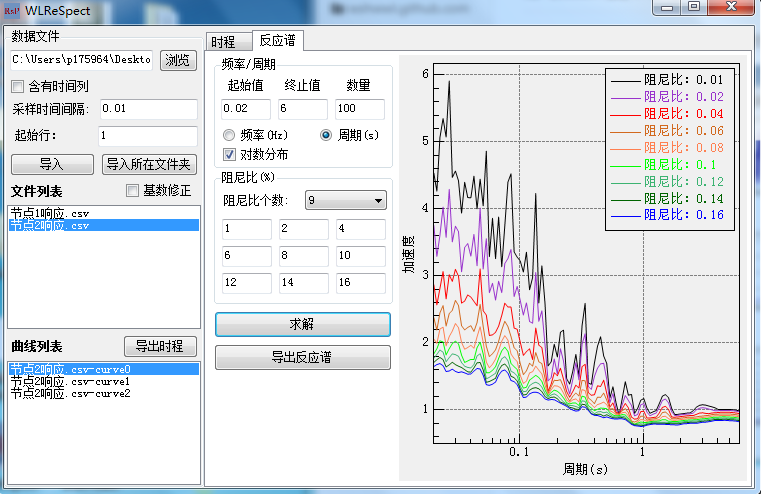 WLReSpect
数据文件
C:\Users\p175964\Deskto
浏览
含有时间列
采样时间间隔: 0.01
起始行: 1
导入
导入所在文件夹
文件列表
基数修正
节点1响应.csv
节点2响应.csv
曲线列表
导出时程
节点2响应.csv-curve0
节点2响应.csv-curve1
节点2响应.csv-curve2
时程
反应谱
频率/周期
起始值 终止值 数量
0.02 6 100
频率(Hz) 周期(s)
对数分布
阻尼比(%)
阻尼比个数: 9
1 2 4
6 8 10
12 14 16
求解
导出反应谱
阻尼比: 0.01
阻尼比: 0.02
阻尼比: 0.04
阻尼比: 0.06
阻尼比: 0.08
阻尼比: 0.1
阻尼比: 0.12
阻尼比: 0.14
阻尼比: 0.16
6
5
4
3
2
1
加速度
0.1 1
周期(s)